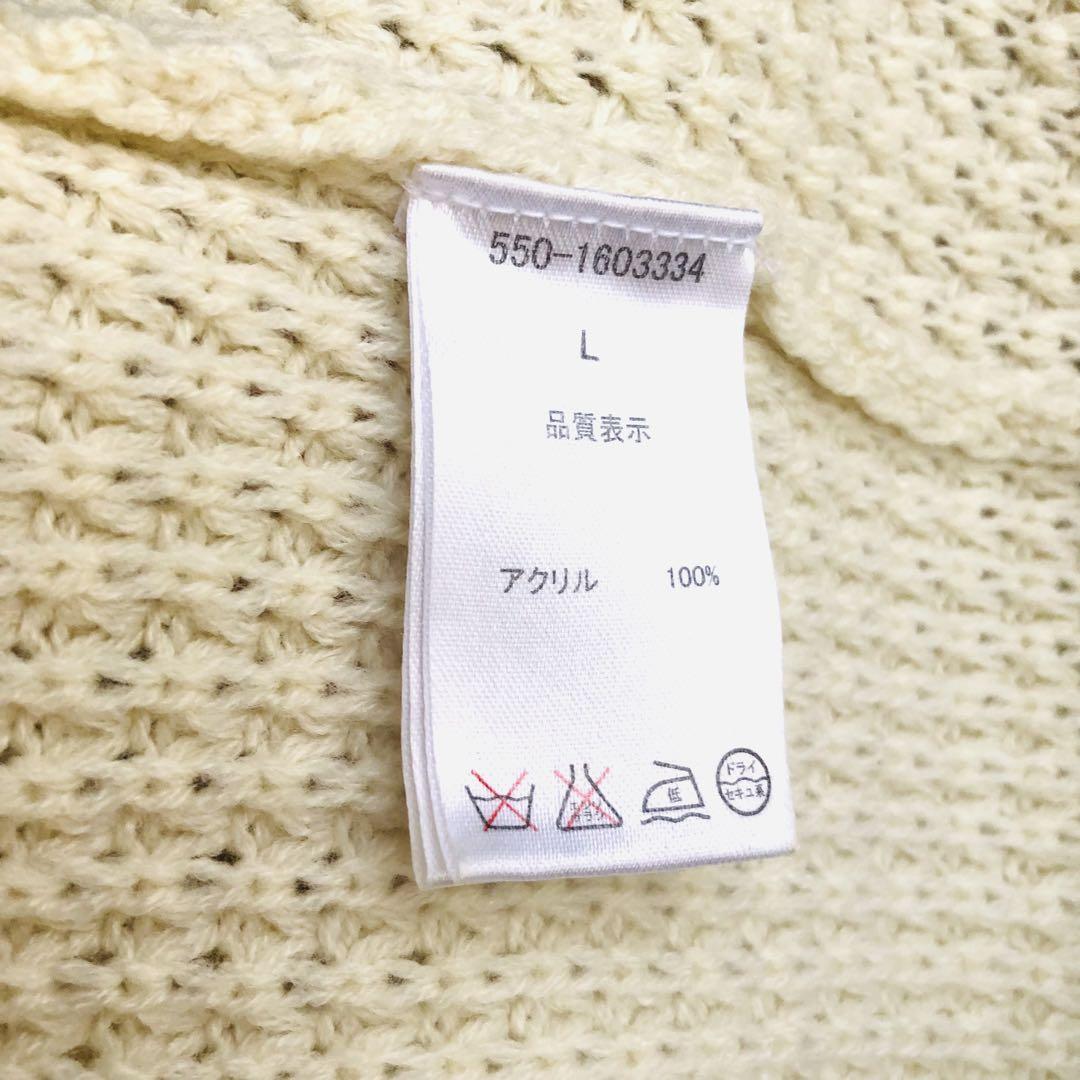 550-1603334
L
品質表示
アクリル 100%
低
ドライ
セキユ系